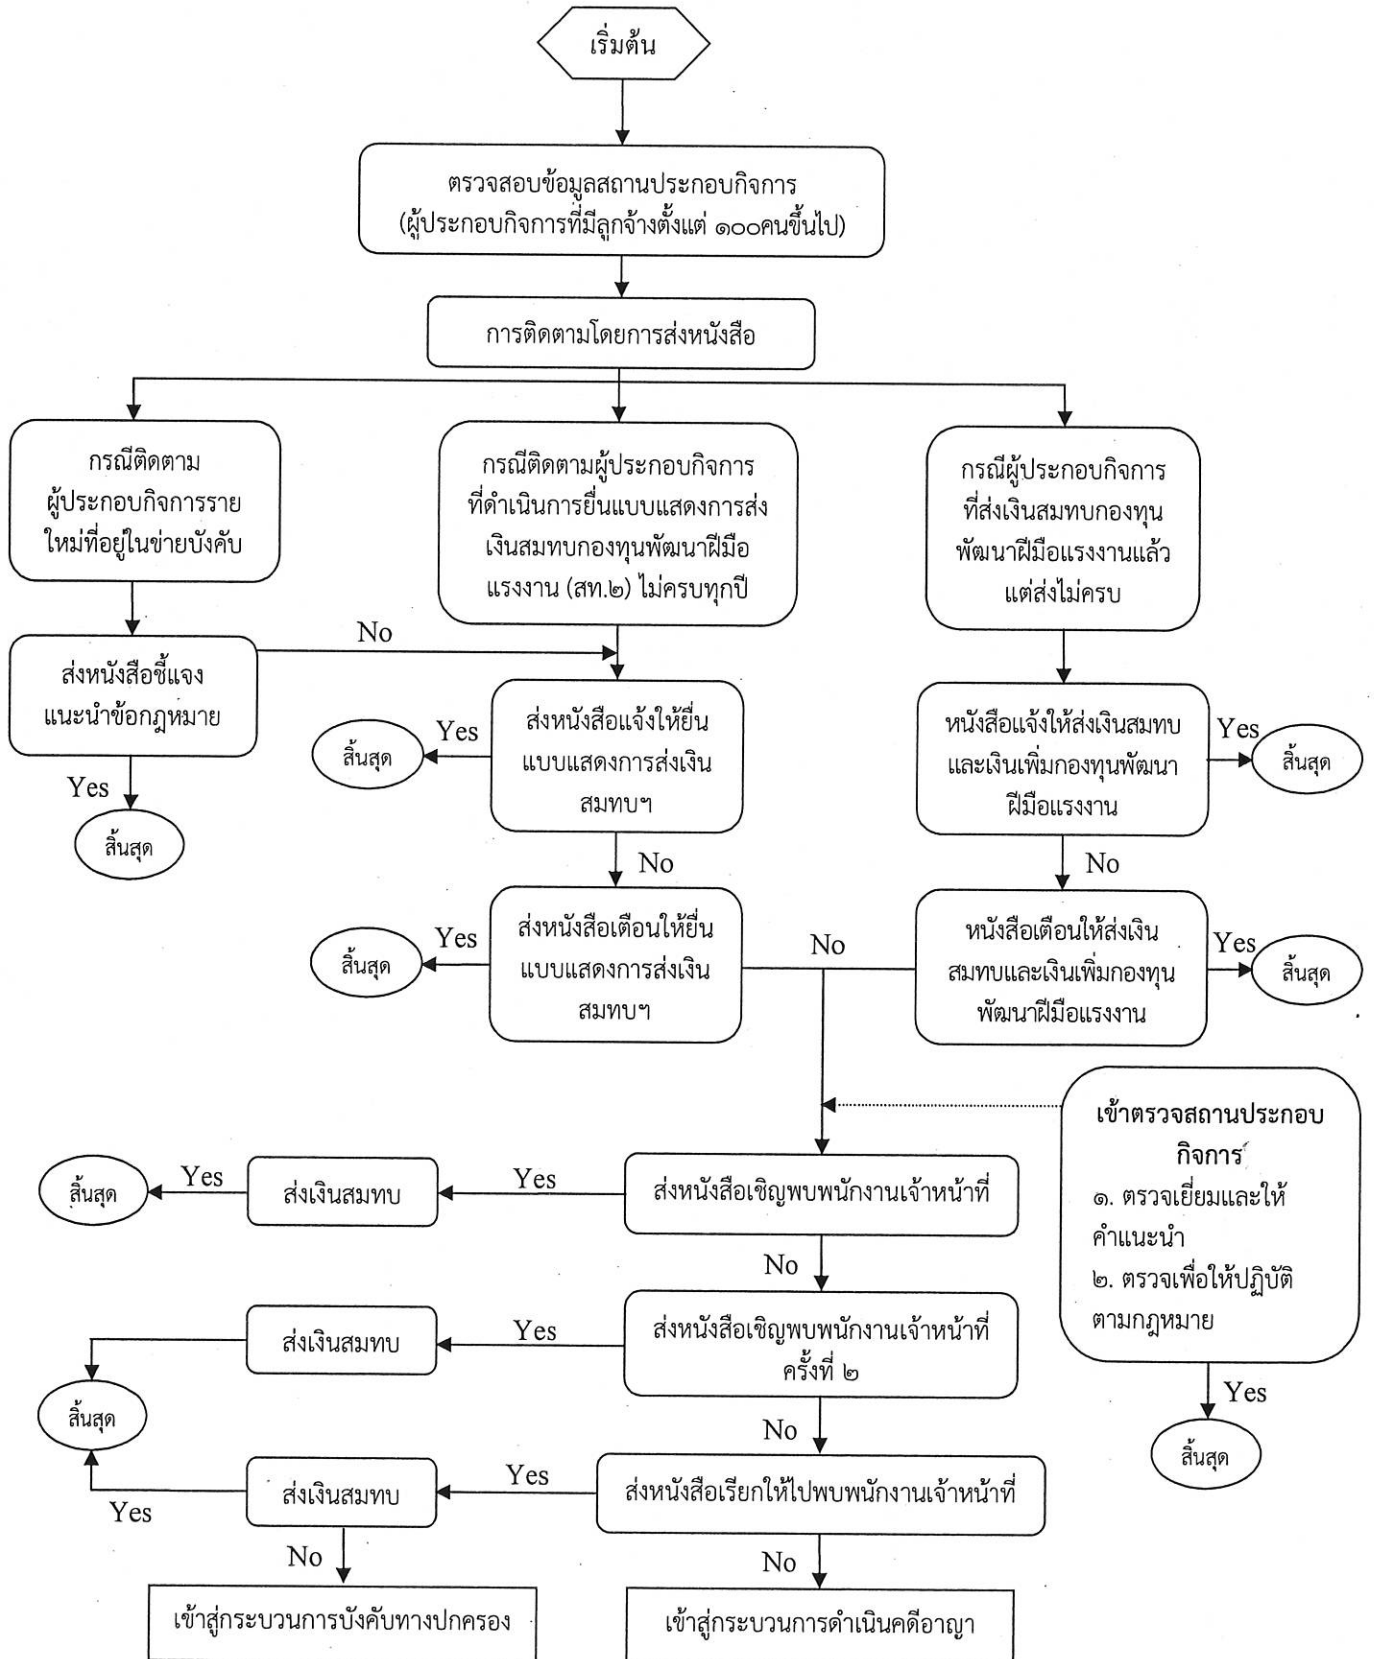 เริ่มต้น
ตรวจสอบข้อมูลสถานประกอบกิจการ
(ผู้ประกอบกิจการที่มีลูกจ้างตั้งแต่ ๑๐๐คนขึ้นไป)
การติดตามโดยการส่งหนังสือ
กรณีติดตาม
ผู้ประกอบกิจการราย
ใหม่ที่อยู่ในข่ายบังคับ
กรณีติดตามผู้ประกอบกิจการ
ที่ดำเนินการยื่นแบบแสดงการส่ง
เงินสมทบกองทุนพัฒนาฝีมือ
แรงงาน (สท.๒) ไม่ครบทุกปี
กรณีผู้ประกอบกิจการ
ที่ส่งเงินสมทบกองทุน
พัฒนาฝีมือแรงงานแล้ว
แต่ส่งไม่ครบ
No
ส่งหนังสือชี้แจง
แนะนำข้อกฎหมาย
Yes
สิ้นสุด
ส่งหนังสือแจ้งให้ยื่น
แบบแสดงการส่งเงิน
สมทบฯ
Yes
สิ้นสุด
หนังสือแจ้งให้ส่งเงินสมทบ
และเงินเพิ่มกองทุนพัฒนา
ฝีมือแรงงาน
Yes
สิ้นสุด
No
No
ส่งหนังสือเตือนให้ยื่น
แบบแสดงการส่งเงิน
สมทบฯ
Yes
สิ้นสุด
No
หนังสือเตือนให้ส่งเงิน
สมทบและเงินเพิ่มกองทุน
พัฒนาฝีมือแรงงาน
Yes
สิ้นสุด
เข้าตรวจสถานประกอบ
กิจการ
๑. ตรวจเยี่ยมและให้
คำแนะนำ
๒. ตรวจเพื่อให้ปฏิบัติ
ตามกฎหมาย
Yes
สิ้นสุด
ส่งหนังสือเชิญพบพนักงานเจ้าหน้าที่
Yes
ส่งเงินสมทบ
Yes
สิ้นสุด
No
ส่งหนังสือเชิญพบพนักงานเจ้าหน้าที่
ครั้งที่ ๒
Yes
ส่งเงินสมทบ
สิ้นสุด
No
ส่งหนังสือเรียกให้ไปพบพนักงานเจ้าหน้าที่
Yes
ส่งเงินสมทบ
Yes
No
No
เข้าสู่กระบวนการบังคับทางปกครอง
เข้าสู่กระบวนการดำเนินคดีอาญา